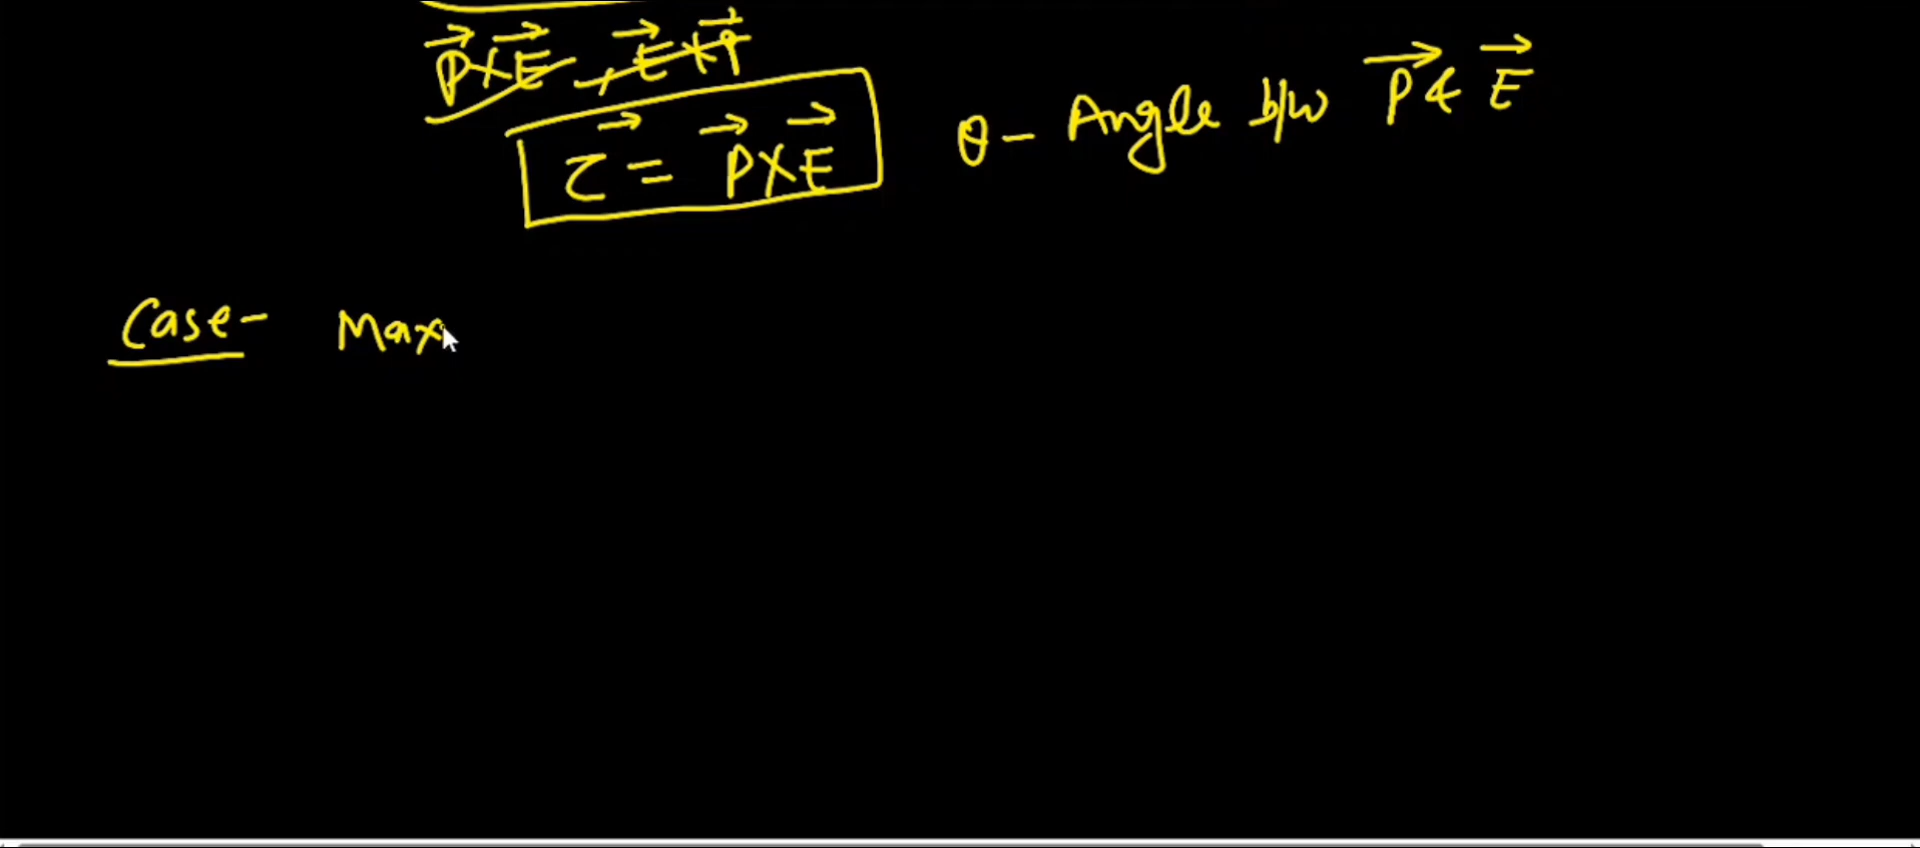 P⃗ X E⃗ , E⃗ x P⃗
τ⃗ = P⃗ X E⃗ θ - Angle b/w P⃗ & E⃗
Case- Max